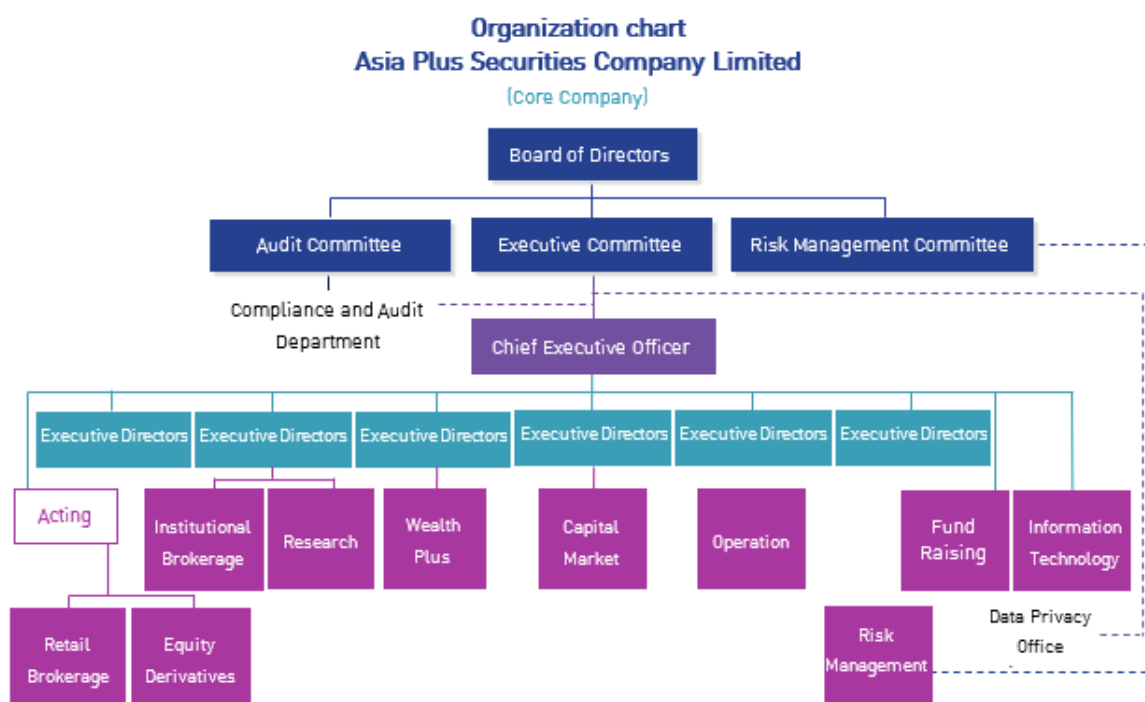 Organization chart
Asia Plus Securities Company Limited
(Core Company)
Board of Directors
Audit Committee
Executive Committee
Risk Management Committee
Compliance and Audit
Department
Chief Executive Officer
Executive Directors
Executive Directors
Executive Directors
Executive Directors
Executive Directors
Executive Directors
Acting
Institutional
Brokerage
Research
Wealth
Plus
Capital
Market
Operation
Fund
Raising
Information
Technology
Retail
Brokerage
Equity
Derivatives
Risk
Management
Data Privacy
Office